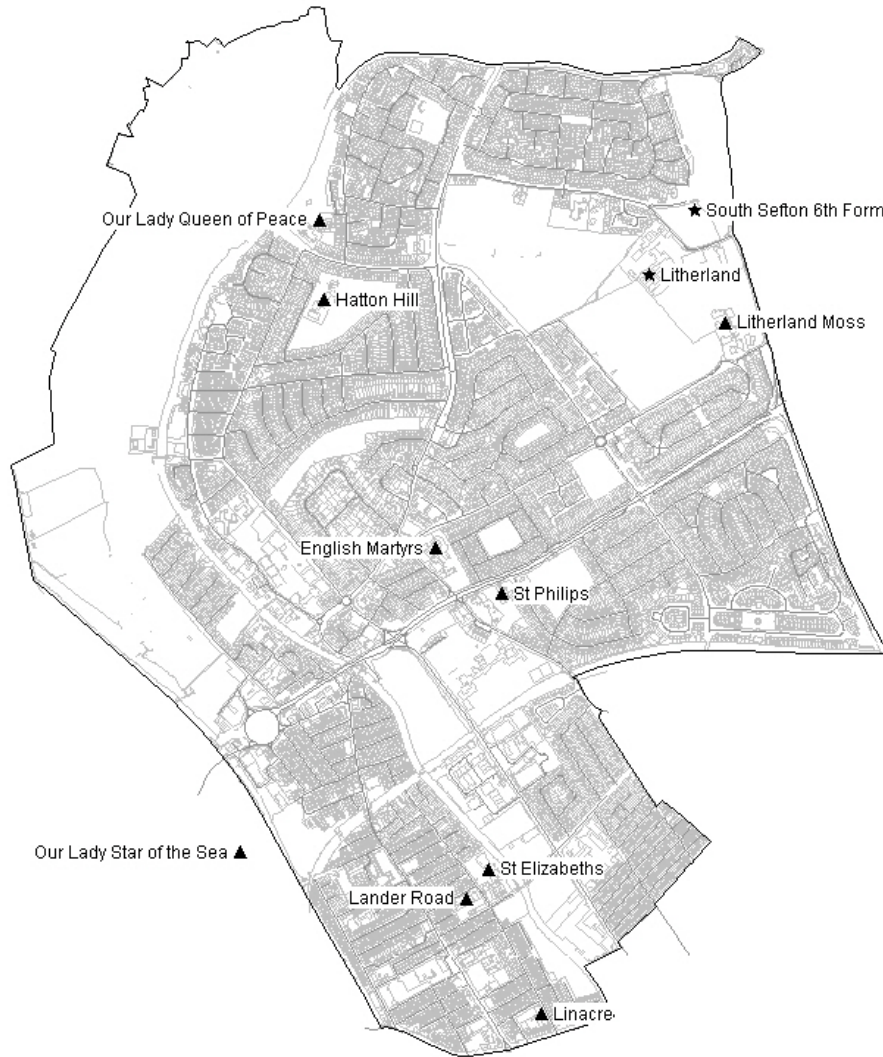 South Sefton 6th Form
Our Lady Queen of Peace
Litherland
Hatton Hill
Litherland Moss
English Martyrs
St Philips
Our Lady Star of the Sea
St Elizabeths
Lander Road
Linacre